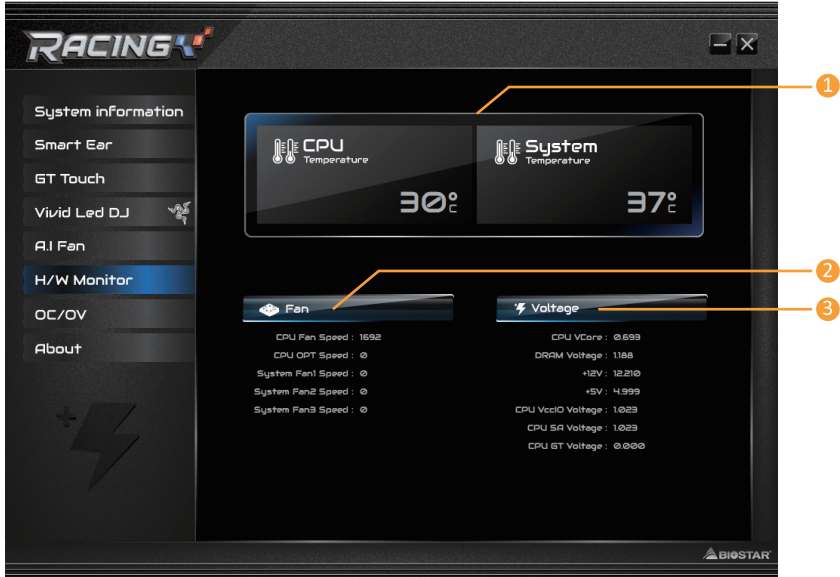 RACING
1
System information
Smart Ear
GT Touch
Vivid Led DJ
A.I Fan
H/W Monitor
OC/OV
About
CPU
Temperature
30°C
System
Temperature
37°C
2
Fan
CPU Fan Speed : 1692
CPU OPT Speed : 0
System Fan1 Speed : 0
System Fan2 Speed : 0
System Fan3 Speed : 0
3
Voltage
CPU VCore : 0.693
DRAM Voltage : 1.188
+12V : 12.210
+5V : 4.999
CPU VccIO Voltage : 1.023
CPU SA Voltage : 1.023
CPU GT Voltage : 0.000
BIOSTAR